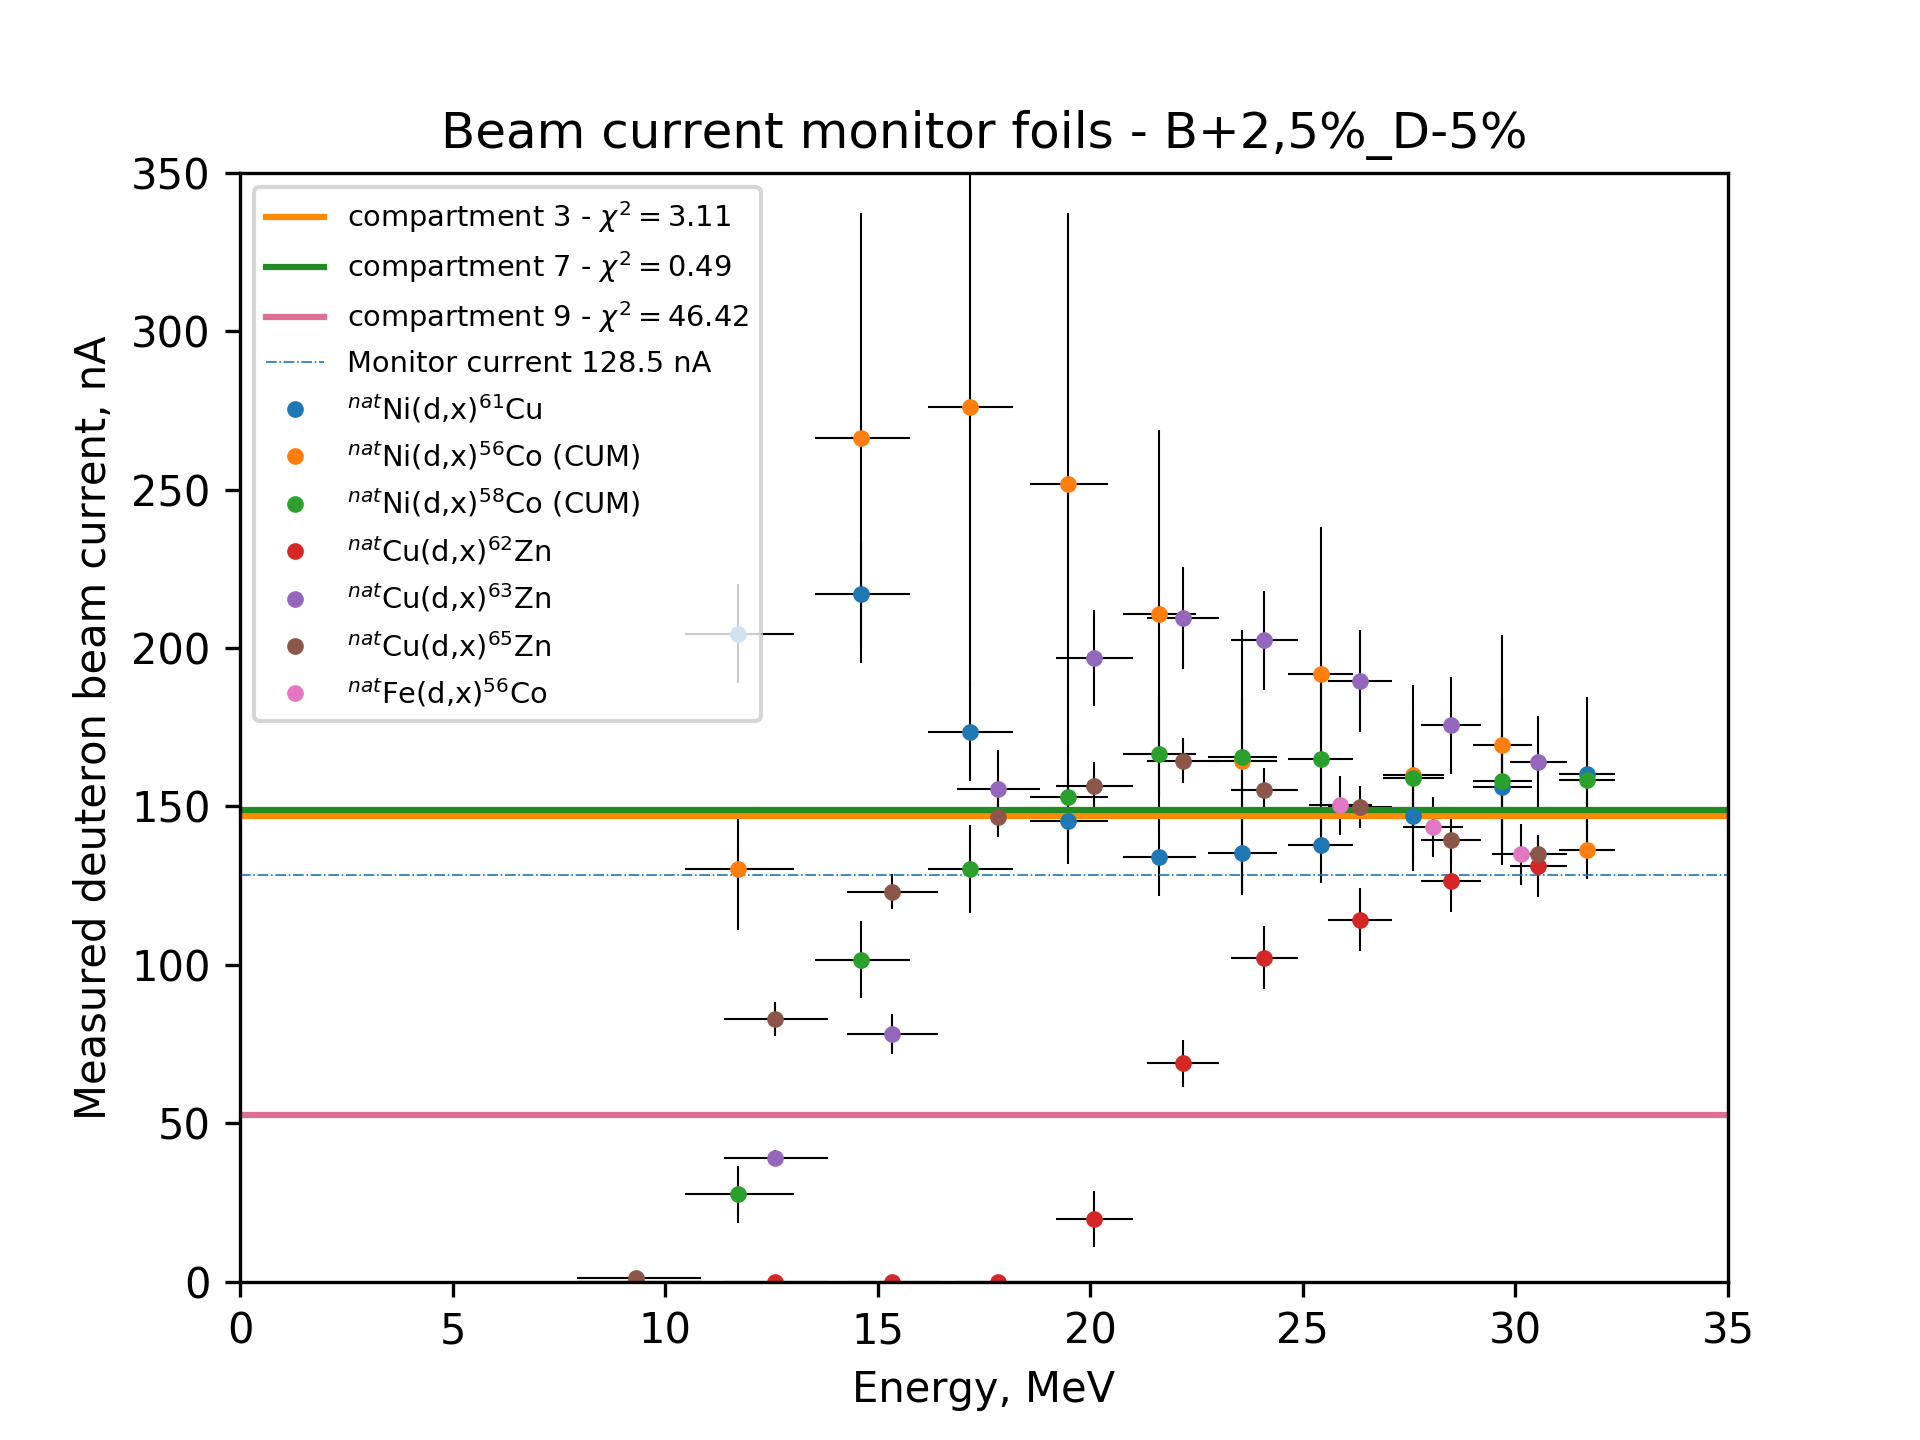 Beam current monitor foils - B+2,5%_D-5%
350
300
250
200
150
100
50
0
Measured deuteron beam current, nA
compartment 3 - χ² = 3.11
compartment 7 - χ² = 0.49
compartment 9 - χ² = 46.42
Monitor current 128.5 nA
ⁿᵃᵗNi(d,x)⁶¹Cu
ⁿᵃᵗNi(d,x)⁵⁶Co (CUM)
ⁿᵃᵗNi(d,x)⁵⁸Co (CUM)
ⁿᵃᵗCu(d,x)⁶²Zn
ⁿᵃᵗCu(d,x)⁶³Zn
ⁿᵃᵗCu(d,x)⁶⁵Zn
ⁿᵃᵗFe(d,x)⁵⁶Co
0 5 10 15 20 25 30 35
Energy, MeV